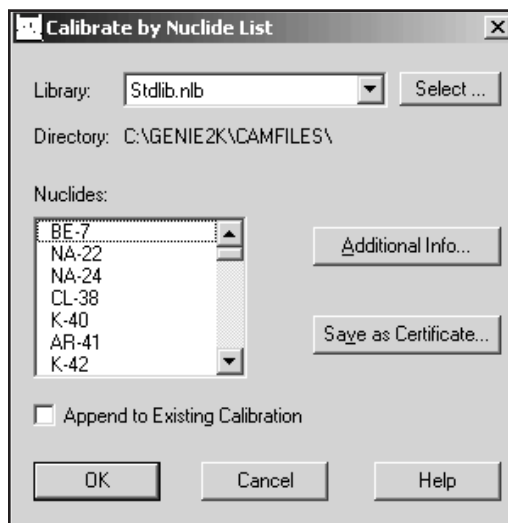 Calibrate by Nuclide List
Library: Stdlib.nlb Select ...
Directory: C:\GENIE2K\CAMFILES\
Nuclides:
BE-7
NA-22
NA-24
CL-38
K-40
AR-41
K-42
Additional Info...
Save as Certificate...
Append to Existing Calibration
OK Cancel Help